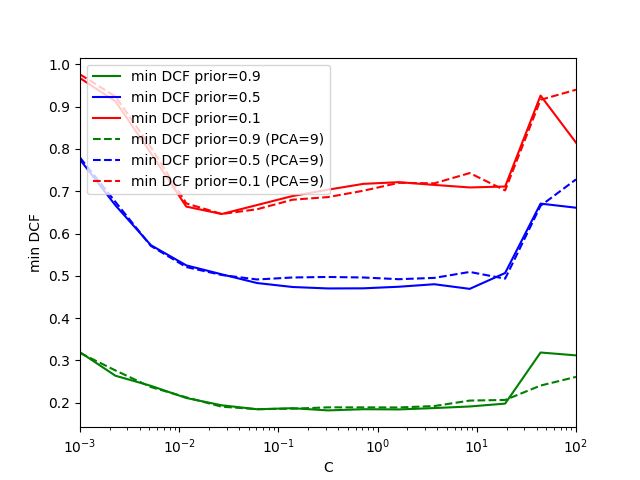 1.0
0.9
0.8
0.7
0.6
0.5
0.4
0.3
0.2
min DCF
min DCF prior=0.9
min DCF prior=0.5
min DCF prior=0.1
min DCF prior=0.9 (PCA=9)
min DCF prior=0.5 (PCA=9)
min DCF prior=0.1 (PCA=9)
10⁻³ 10⁻² 10⁻¹ 10⁰ 10¹ 10²
C